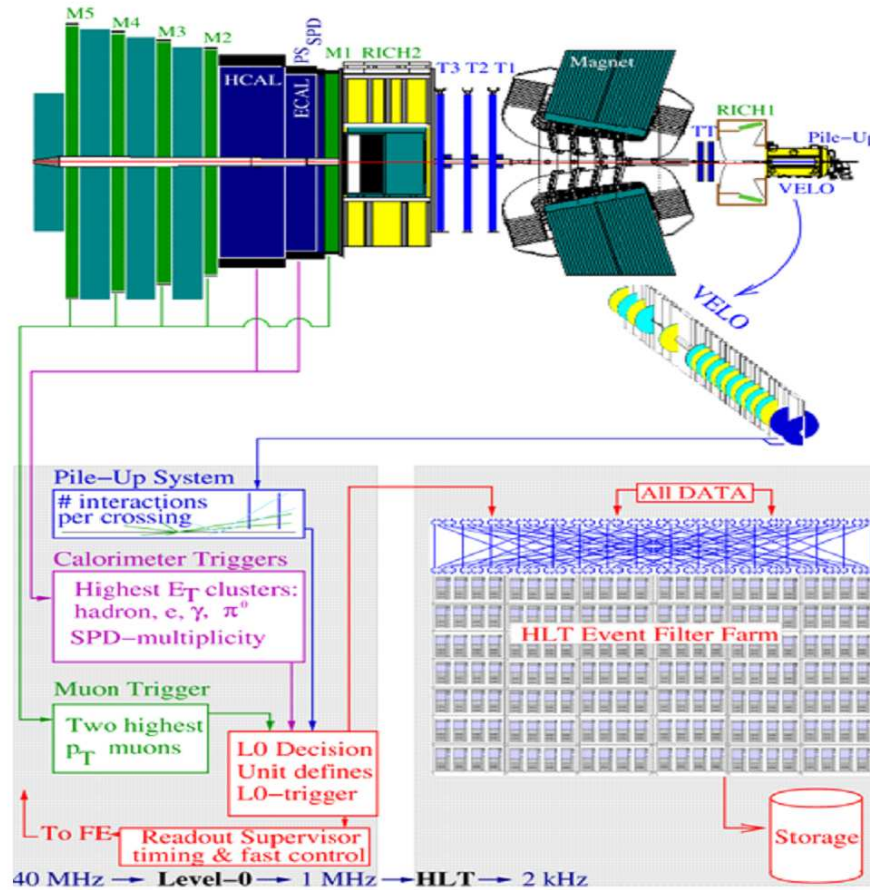 M5
M4
M3
M2
HCAL
ECAL
PS
SPD
M1
RICH2
T3
T2
T1
Magnet
TT
RICH1
Pile-Up
VELO
VELO
Pile-Up System
# interactions
per crossing
Calorimeter Triggers
Highest E_T clusters:
hadron, e, γ, π⁰
SPD-multiplicity
Muon Trigger
Two highest
p_T muons
L0 Decision
Unit defines
L0-trigger
To FE
Readout Supervisor
timing & fast control
All DATA
HLT Event Filter Farm
Storage
40 MHz → Level-0 → 1 MHz → HLT → 2 kHz